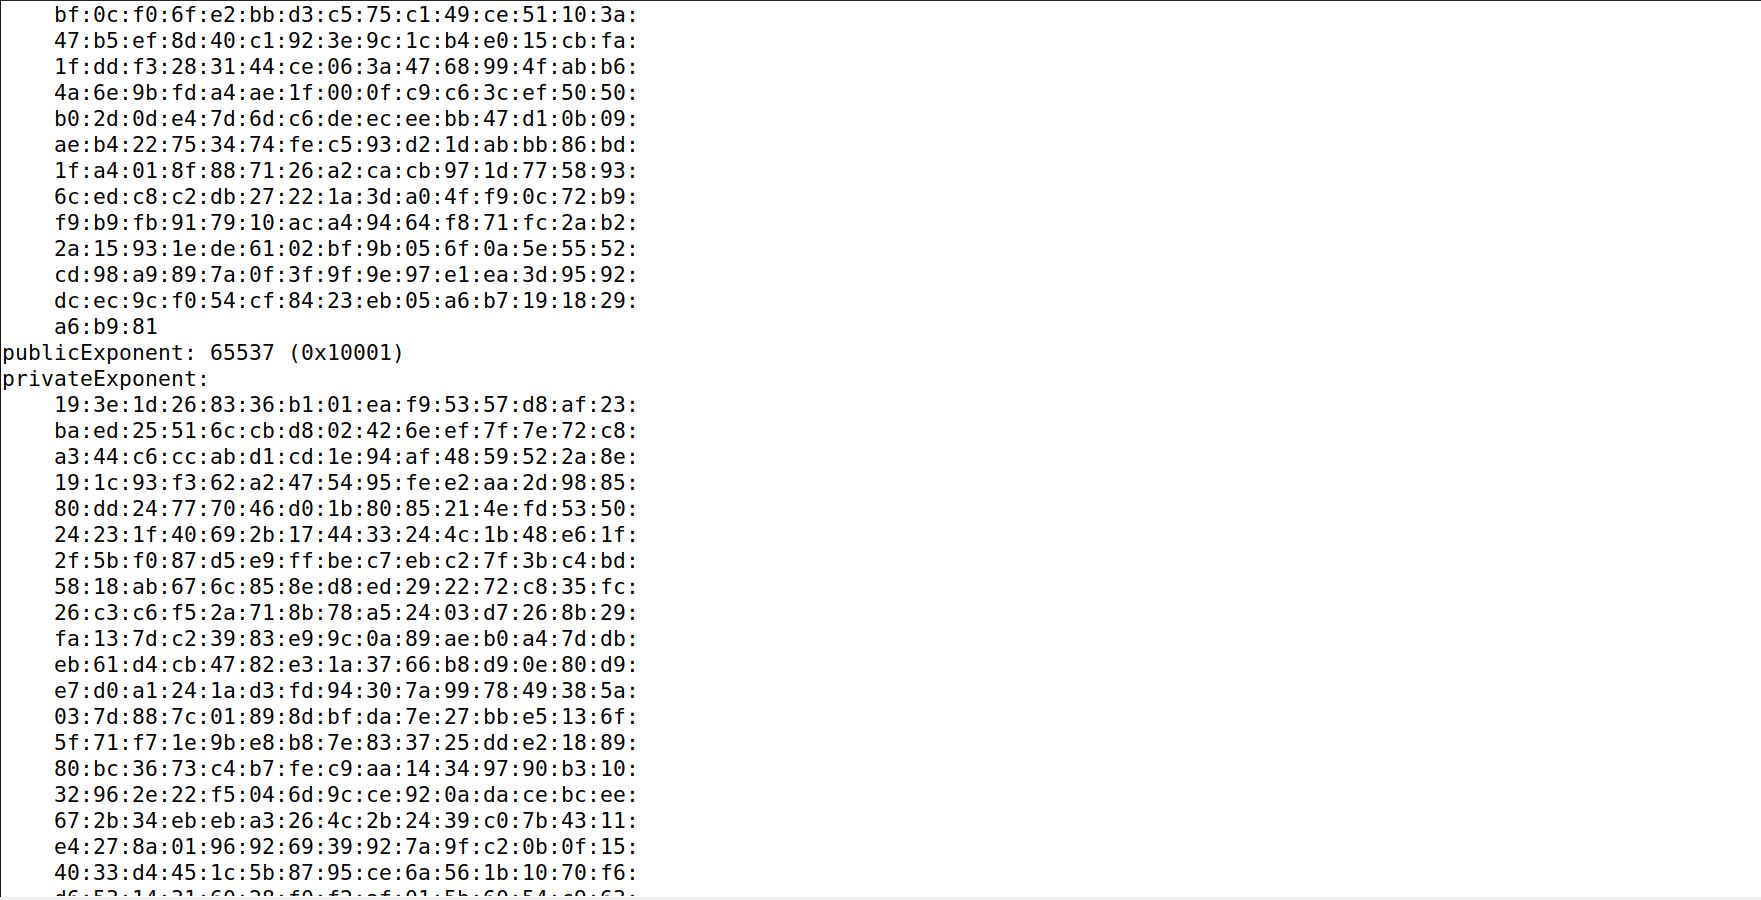 bf:0c:f0:6f:e2:bb:d3:c5:75:c1:49:ce:51:10:3a:
47:b5:ef:8d:40:c1:92:3e:9c:1c:b4:e0:15:cb:fa:
1f:dd:f3:28:31:44:ce:06:3a:47:68:99:4f:ab:b6:
4a:6e:9b:fd:a4:ae:1f:00:0f:c9:c6:3c:ef:50:50:
b0:2d:0d:e4:7d:6d:c6:de:ec:ee:bb:47:d1:0b:09:
ae:b4:22:75:34:74:fe:c5:93:d2:1d:ab:bb:86:bd:
1f:a4:01:8f:88:71:26:a2:ca:cb:97:1d:77:58:93:
6c:ed:c8:c2:db:27:22:1a:3d:a0:4f:f9:0c:72:b9:
f9:b9:fb:91:79:10:ac:a4:94:64:f8:71:fc:2a:b2:
2a:15:93:1e:de:61:02:bf:9b:05:6f:0a:5e:55:52:
cd:98:a9:89:7a:0f:3f:9f:9e:97:e1:ea:3d:95:92:
dc:ec:9c:f0:54:cf:84:23:eb:05:a6:b7:19:18:29:
a6:b9:81
publicExponent: 65537 (0x10001)
privateExponent:
19:3e:1d:26:83:36:b1:01:ea:f9:53:57:d8:af:23:
ba:ed:25:51:6c:cb:d8:02:42:6e:ef:7f:7e:72:c8:
a3:44:c6:cc:ab:d1:cd:1e:94:af:48:59:52:2a:8e:
19:1c:93:f3:62:a2:47:54:95:fe:e2:aa:2d:98:85:
80:dd:24:77:70:46:d0:1b:80:85:21:4e:fd:53:50:
24:23:1f:40:69:2b:17:44:33:24:4c:1b:48:e6:1f:
2f:5b:f0:87:d5:e9:ff:be:c7:eb:c2:7f:3b:c4:bd:
58:18:ab:67:6c:85:8e:d8:ed:29:22:72:c8:35:fc:
26:c3:c6:f5:2a:71:8b:78:a5:24:03:d7:26:8b:29:
fa:13:7d:c2:39:83:e9:9c:0a:89:ae:b0:a4:7d:db:
eb:61:d4:cb:47:82:e3:1a:37:66:b8:d9:0e:80:d9:
e7:d0:a1:24:1a:d3:fd:94:30:7a:99:78:49:38:5a:
03:7d:88:7c:01:89:8d:bf:da:7e:27:bb:e5:13:6f:
5f:71:f7:1e:9b:e8:b8:7e:83:37:25:dd:e2:18:89:
80:bc:36:73:c4:b7:fe:c9:aa:14:34:97:90:b3:10:
32:96:2e:22:f5:04:6d:9c:ce:92:0a:da:ce:bc:ee:
67:2b:34:eb:eb:a3:26:4c:2b:24:39:c0:7b:43:11:
e4:27:8a:01:96:92:69:39:92:7a:9f:c2:0b:0f:15:
40:33:d4:45:1c:5b:87:95:ce:6a:56:1b:10:70:f6: